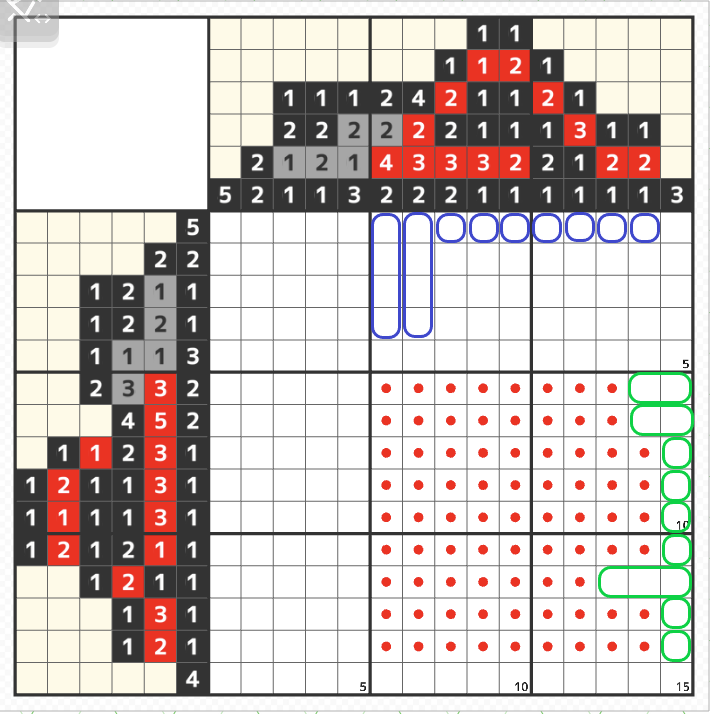 1 1
1 1 2 1
1 1 1 2 4 2 1 1 2 1
2 2 2 2 2 2 1 1 1 3 1 1
2 1 2 1 4 3 3 3 2 2 1 2 2
5 2 1 1 3 2 2 2 1 1 1 1 1 1 3
5
2 2
1 2 1 1
1 2 2 1
1 1 1 3
5
2 3 3 2
4 5 2
1 1 2 3 1
1 2 1 1 3 1
1 1 1 1 3 1
10
1 2 1 2 1 1
1 2 1 1
1 3 1
1 2 1
4
5 10 15